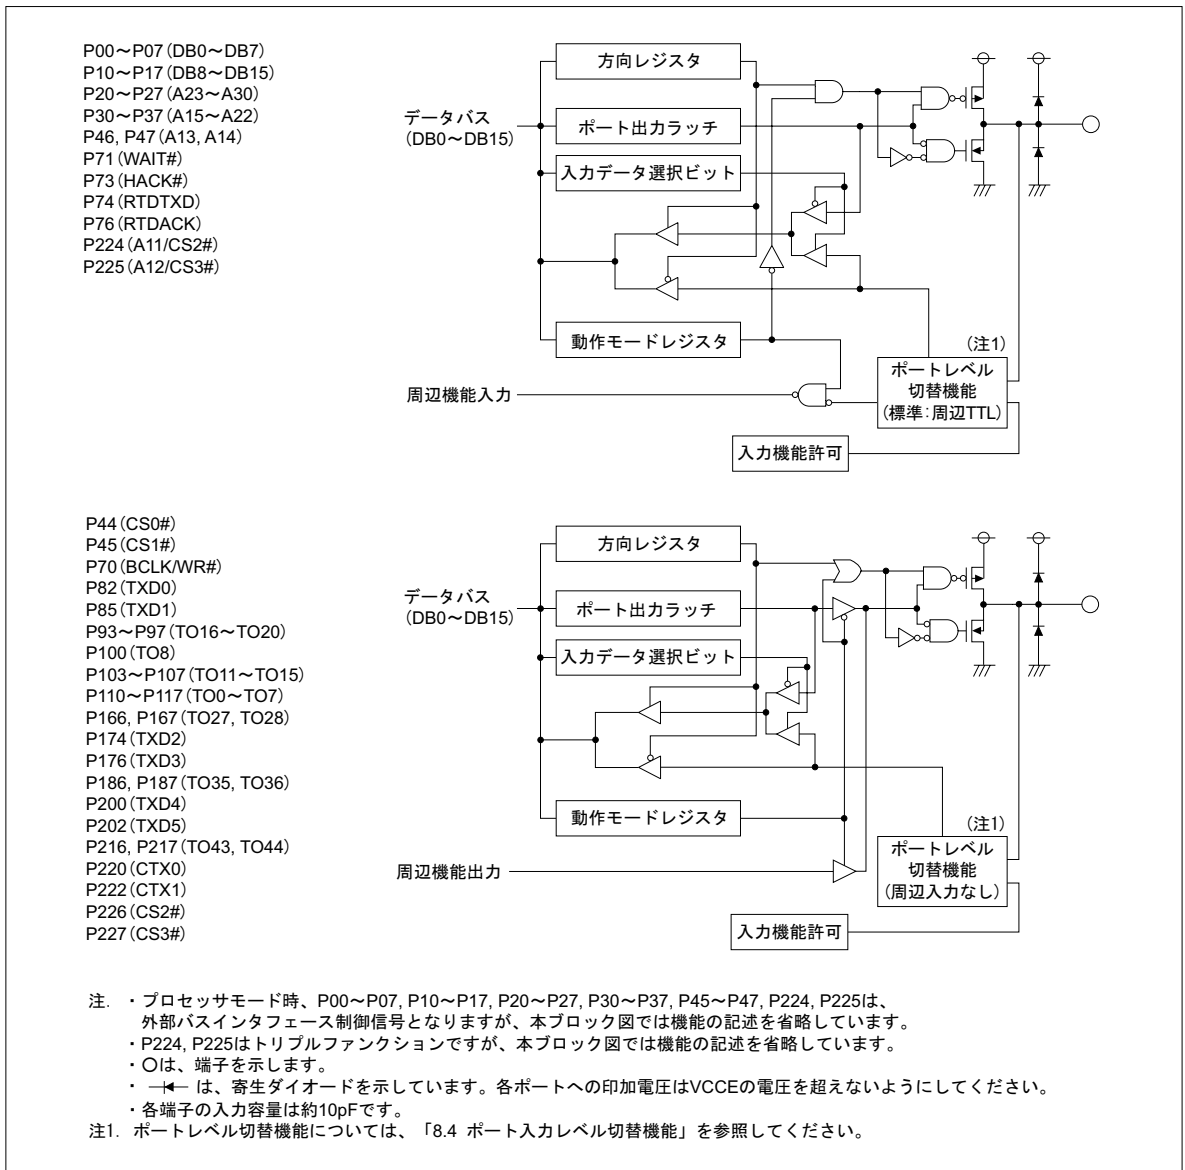 P00～P07(DB0～DB7)
P10～P17(DB8～DB15)
P20～P27(A23～A30)
P30～P37(A15～A22)
P46, P47(A13, A14)
P71(WAIT#)
P73(HACK#)
P74(RTDTXD)
P76(RTDACK)
P224(A11/CS2#)
P225(A12/CS3#)
データバス
(DB0～DB15)
方向レジスタ
ポート出力ラッチ
入力データ選択ビット
動作モードレジスタ
周辺機能入力
(注1)
ポートレベル
切替機能
(標準:周辺TTL)
入力機能許可
P44(CS0#)
P45(CS1#)
P70(BCLK/WR#)
P82(TXD0)
P85(TXD1)
P93～P97(TO16～TO20)
P100(TO8)
P103～P107(TO11～TO15)
P110～P117(TO0～TO7)
P166, P167(TO27, TO28)
P174(TXD2)
P176(TXD3)
P186, P187(TO35, TO36)
P200(TXD4)
P202(TXD5)
P216, P217(TO43, TO44)
P220(CTX0)
P222(CTX1)
P226(CS2#)
P227(CS3#)
データバス
(DB0～DB15)
方向レジスタ
ポート出力ラッチ
入力データ選択ビット
動作モードレジスタ
周辺機能出力
(注1)
ポートレベル
切替機能
(周辺入力なし)
入力機能許可
注. ・プロセッサモード時、P00～P07, P10～P17, P20～P27, P30～P37, P45～P47, P224, P225は、
外部バスインタフェース制御信号となりますが、本ブロック図では機能の記述を省略しています。
・P224, P225はトリプルファンクションですが、本ブロック図では機能の記述を省略しています。
・○は、端子を示します。
・ は、寄生ダイオードを示しています。各ポートへの印加電圧はVCCEの電圧を超えないようにしてください。
・各端子の入力容量は約10pFです。
注1. ポートレベル切替機能については、「8.4 ポート入力レベル切替機能」を参照してください。